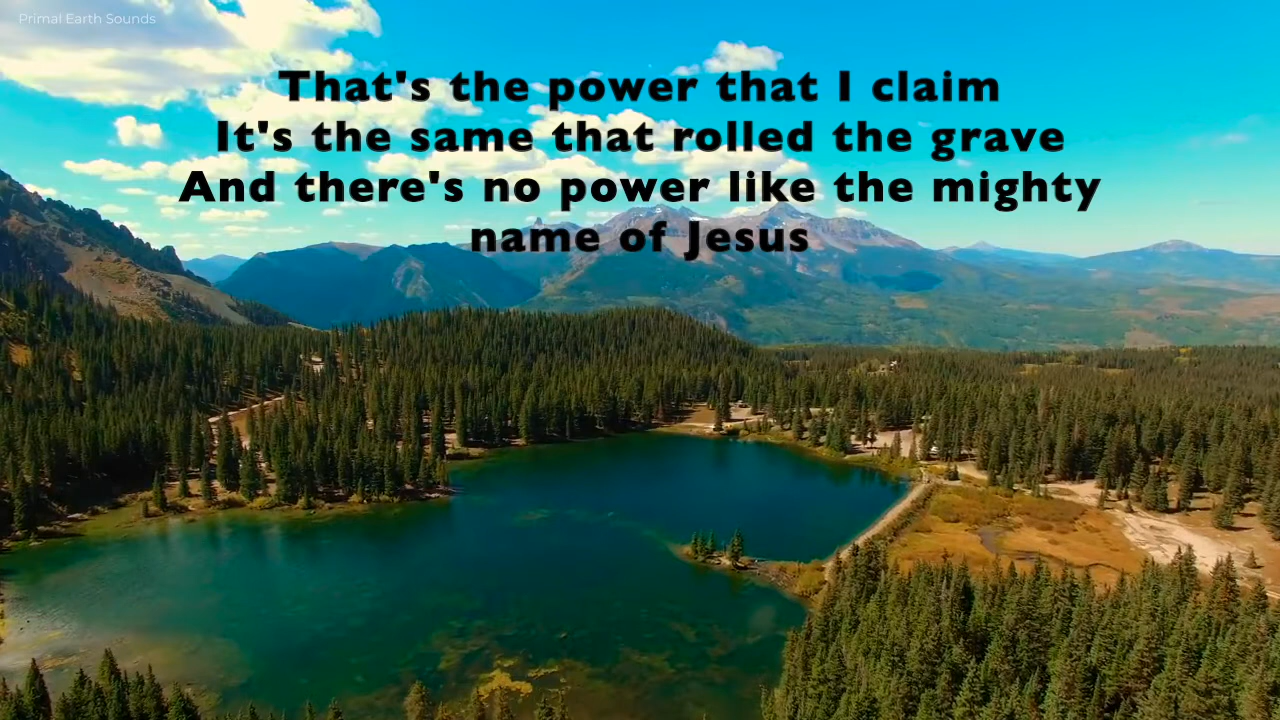 Primal Earth Sounds
That's the power that I claim
It's the same that rolled the grave
And there's no power like the mighty
name of Jesus